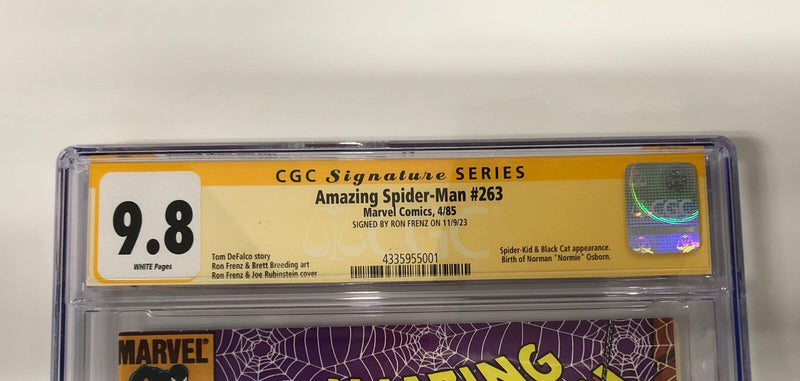 CGC Signature SERIES
Amazing Spider-Man #263
Marvel Comics, 4/85
SIGNED BY RON FRENZ ON 11/9/23
9.8
WHITE Pages
Tom DeFalco story
Ron Frenz & Brett Breeding art
Ron Frenz & Joe Rubinstein cover
4335955001
Spider-Kid & Black Cat appearance.
Birth of Norman "Normie" Osborn.
CGC
CGC
MARVEL®
AMAZING